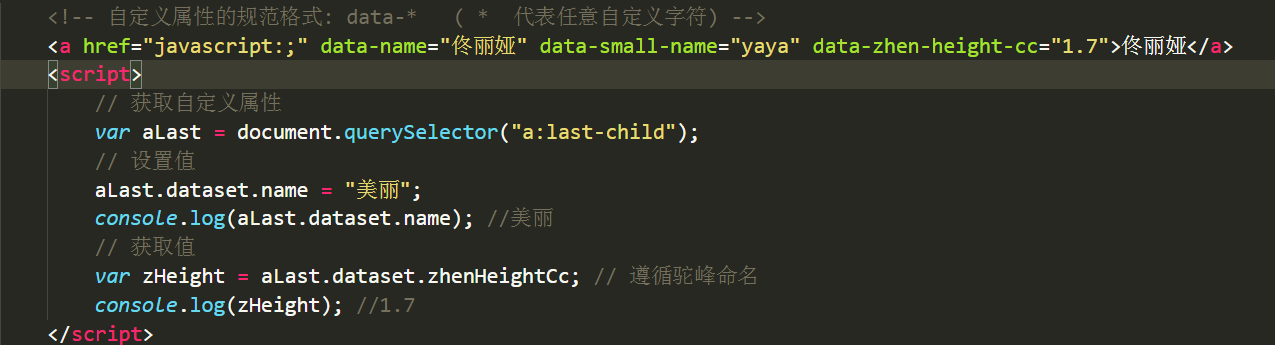 <!-- 自定义属性的规范格式: data-*   ( *  代表任意自定义字符) -->
<a href="javascript:;" data-name="佟丽娅" data-small-name="yaya" data-zhen-height-cc="1.7">佟丽娅</a>
<script>
    // 获取自定义属性
    var aLast = document.querySelector("a:last-child");
    // 设置值
    aLast.dataset.name = "美丽";
    console.log(aLast.dataset.name); //美丽
    // 获取值
    var zHeight = aLast.dataset.zhenHeightCc; // 遵循驼峰命名
    console.log(zHeight); //1.7
</script>